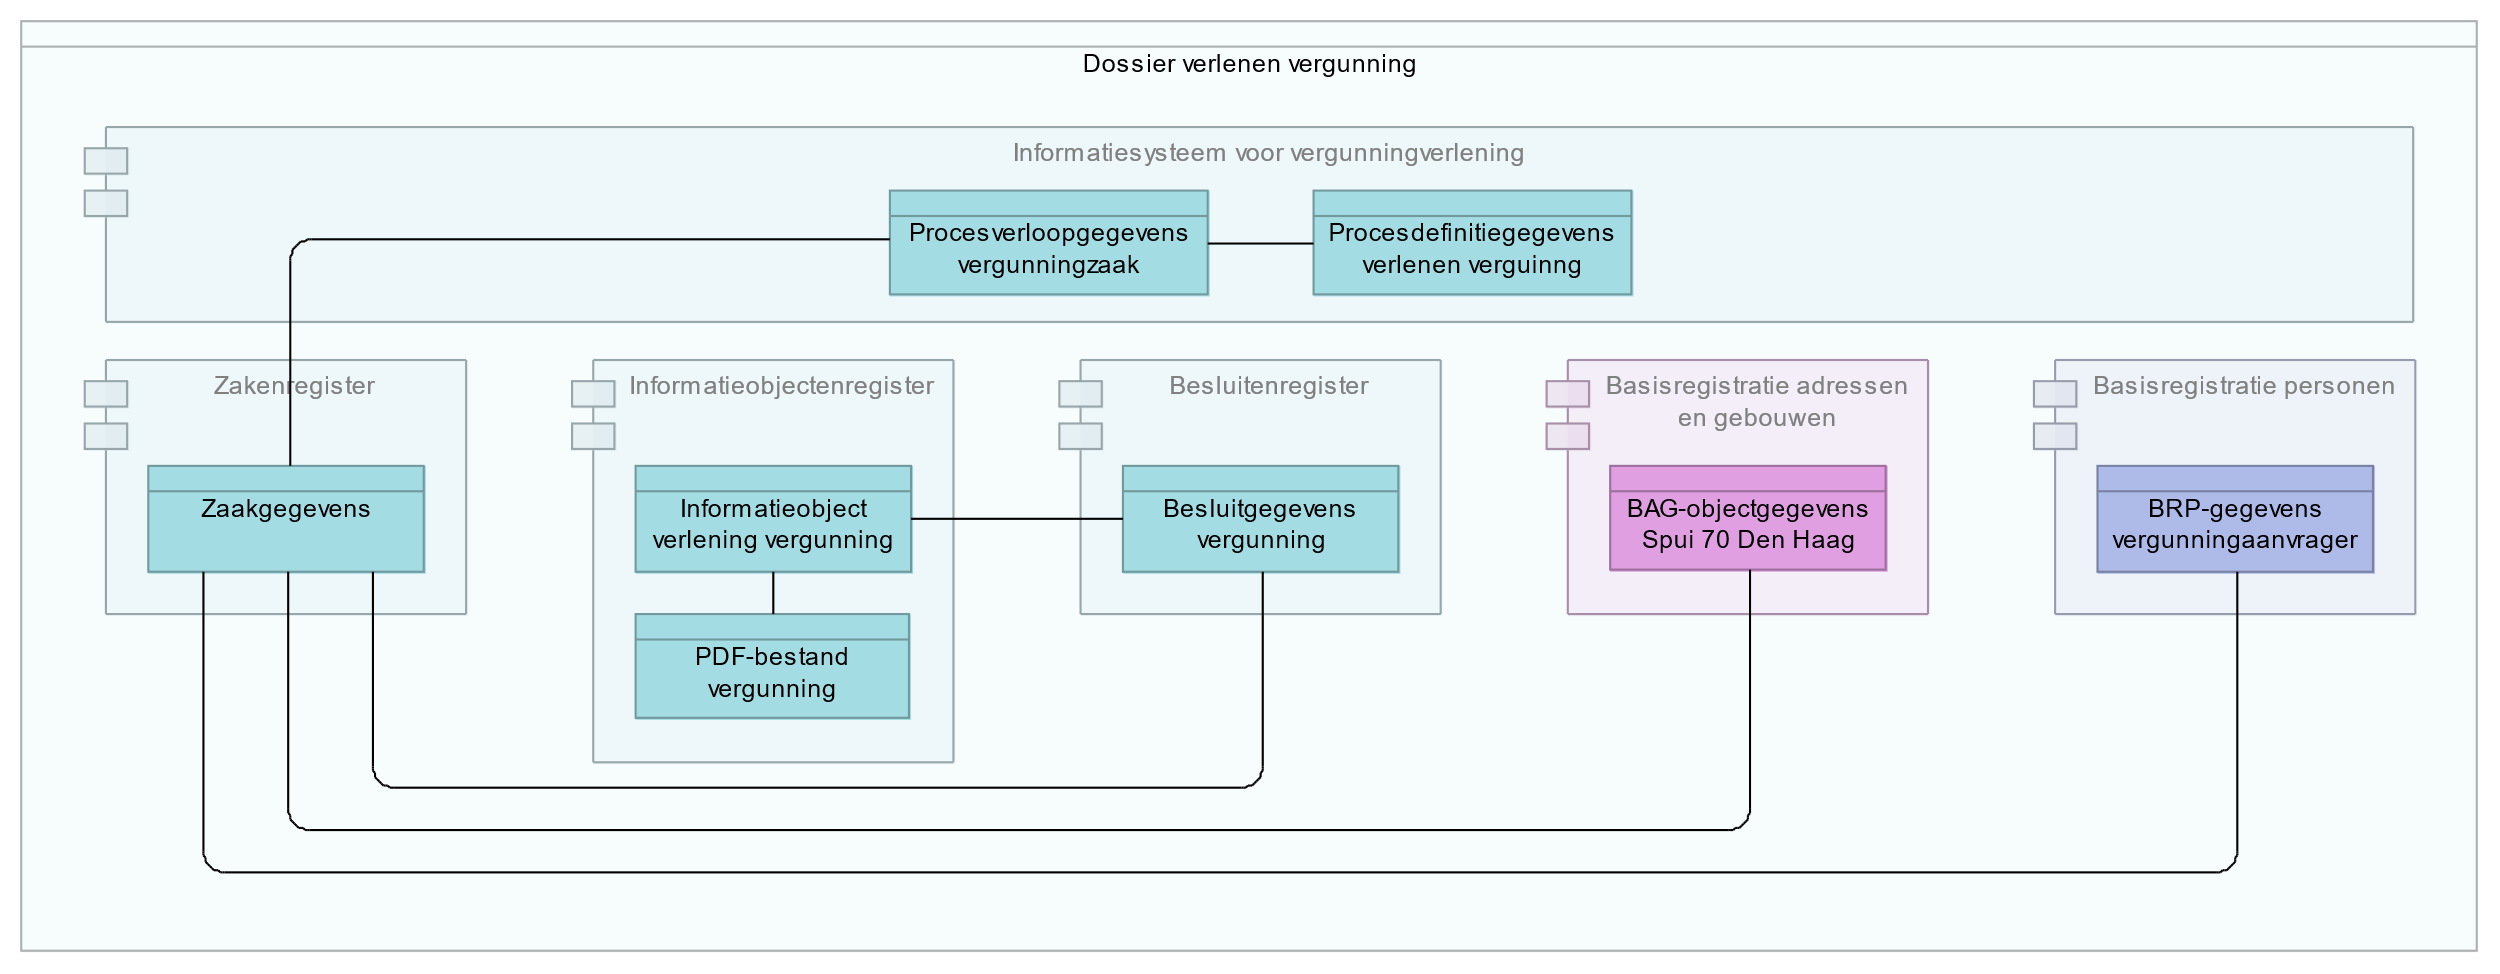 Dossier verlenen vergunning
Informatiesysteem voor vergunningverlening
Procesverloopgegevens
vergunningzaak
Procesdefinitiegegevens
verlenen verguinng
Zakenregister
Zaakgegevens
Informatieobjectenregister
Informatieobject
verlening vergunning
PDF-bestand
vergunning
Besluitenregister
Besluitgegevens
vergunning
Basisregistratie adressen
en gebouwen
BAG-objectgegevens
Spui 70 Den Haag
Basisregistratie personen
BRP-gegevens
vergunningaanvrager